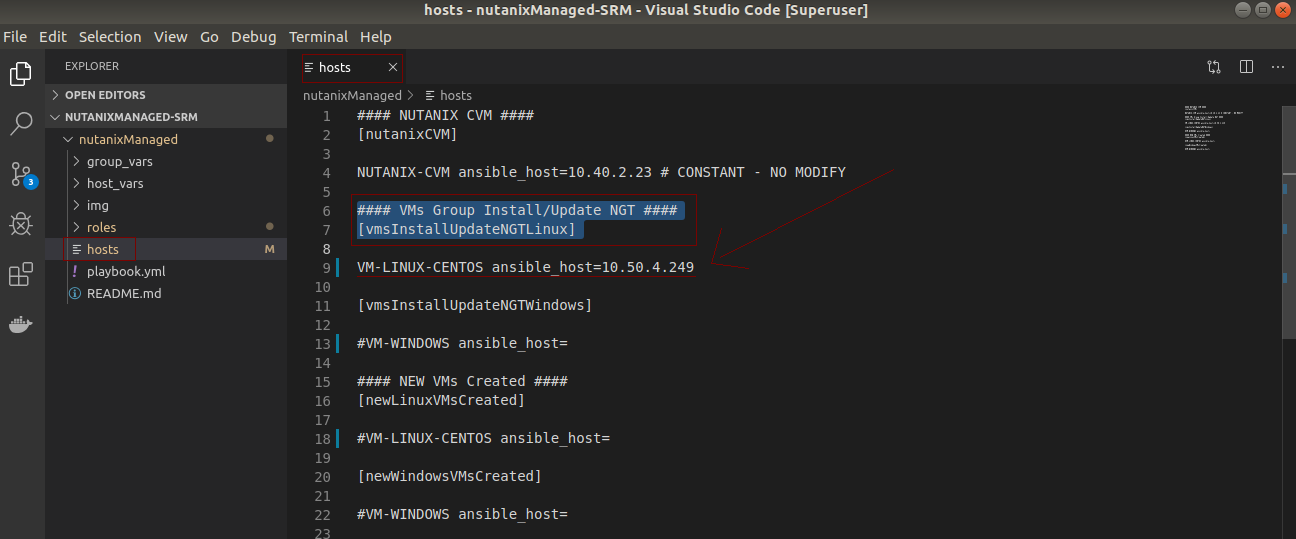 hosts - nutanixManaged-SRM - Visual Studio Code [Superuser]
File Edit Selection View Go Debug Terminal Help
EXPLORER
OPEN EDITORS
NUTANIXMANAGED-SRM
nutanixManaged
group_vars
host_vars
img
roles
hosts M
! playbook.yml
README.md
3
hosts
nutanixManaged > hosts
1 #### NUTANIX CVM ####
2 [nutanixCVM]
3
4 NUTANIX-CVM ansible_host=10.40.2.23 # CONSTANT - NO MODIFY
5
6 #### VMs Group Install/Update NGT ####
7 [vmsInstallUpdateNGTLinux]
8
9 VM-LINUX-CENTOS ansible_host=10.50.4.249
10
11 [vmsInstallUpdateNGTWindows]
12
13 #VM-WINDOWS ansible_host=
14
15 #### NEW VMs Created ####
16 [newLinuxVMsCreated]
17
18 #VM-LINUX-CENTOS ansible_host=
19
20 [newWindowsVMsCreated]
21
22 #VM-WINDOWS ansible_host=
23